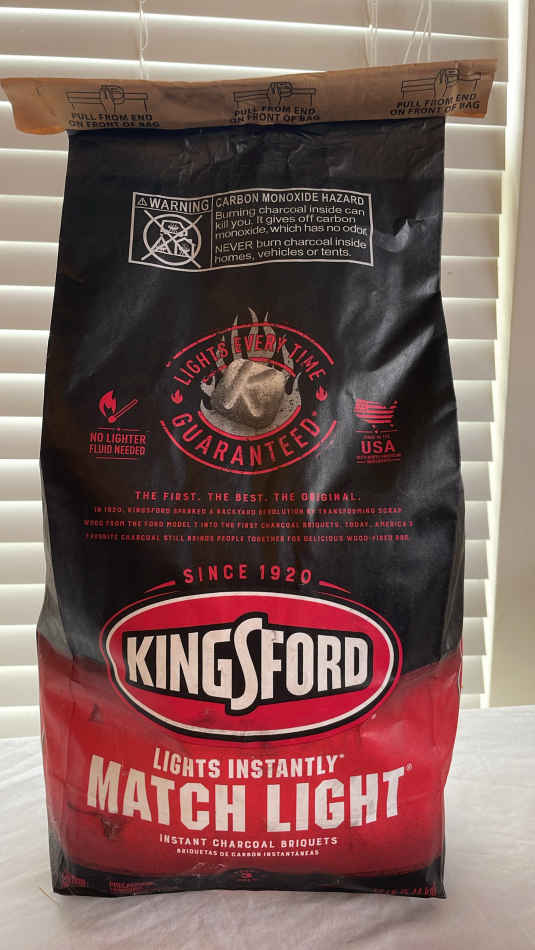 PULL FROM END
ON FRONT OF BAG
PULL FROM END
ON FRONT OF BAG
PULL FROM END
ON FRONT OF BAG
WARNING
CARBON MONOXIDE HAZARD
Burning charcoal inside can
kill you. It gives off carbon
monoxide, which has no odor.
NEVER burn charcoal inside
homes, vehicles or tents.
LIGHTS EVERY TIME
K
GUARANTEED*
NO LIGHTER
FLUID NEEDED
MADE IN THE
USA
THE FIRST. THE BEST. THE ORIGINAL.
IN 1920, KINGSFORD SPARKED A BACKYARD REVOLUTION BY TRANSFORMING SCRAP
WOOD FROM THE FORD MODEL T INTO THE FIRST CHARCOAL BRIQUETS. TODAY, AMERICA'S
FAVORITE CHARCOAL STILL BRINGS PEOPLE TOGETHER FOR DELICIOUS WOOD-FIRED BBQ.
SINCE 1920
KINGSFORD
LIGHTS INSTANTLY*
MATCH LIGHT®
INSTANT CHARCOAL BRIQUETS
BRIQUETAS DE CARBÓN INSTANTÁNEAS